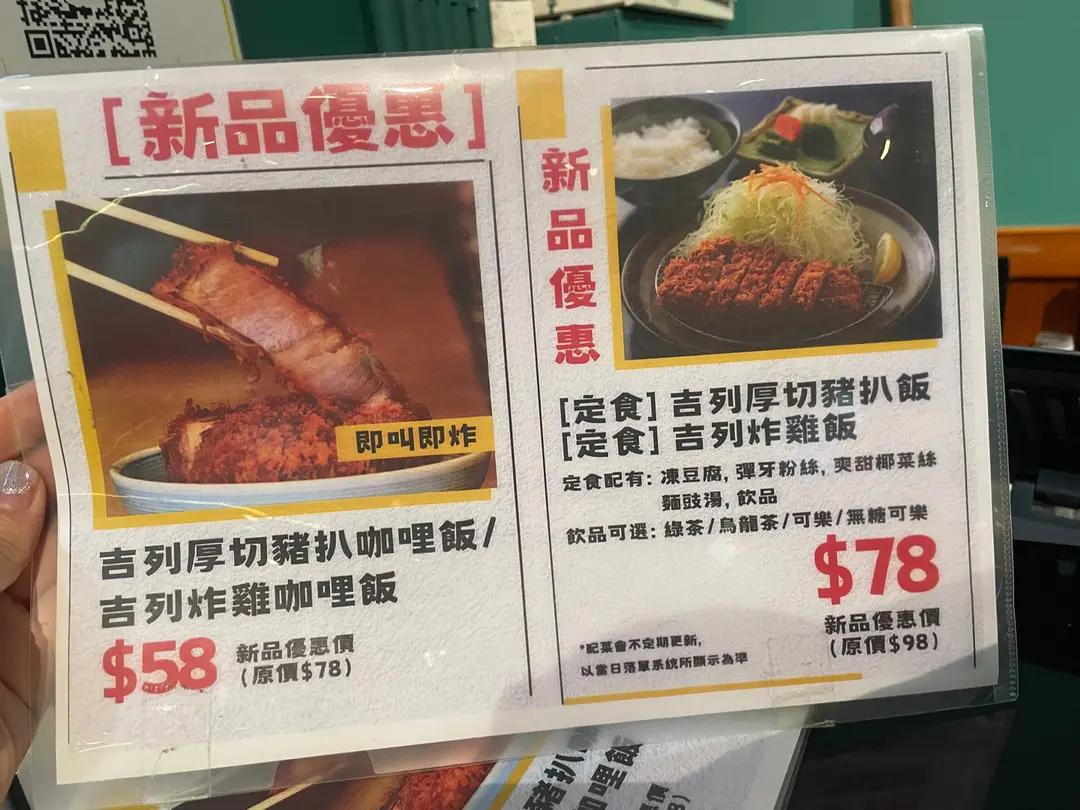 [新品優惠]
即叫即炸
吉列厚切豬扒咖哩飯/
吉列炸雞咖哩飯
$58
新品優惠價
(原價$78)
新品優惠
[定食] 吉列厚切豬扒飯
[定食] 吉列炸雞飯
定食配有: 凍豆腐, 彈牙粉絲, 爽甜椰菜絲
麵豉湯, 飲品
飲品可選: 綠茶/烏龍茶/可樂/無糖可樂
$78
新品優惠價
(原價$98)
*配菜會不定期更新,
以當日落單系統所顯示為準
豬扒
哩飯